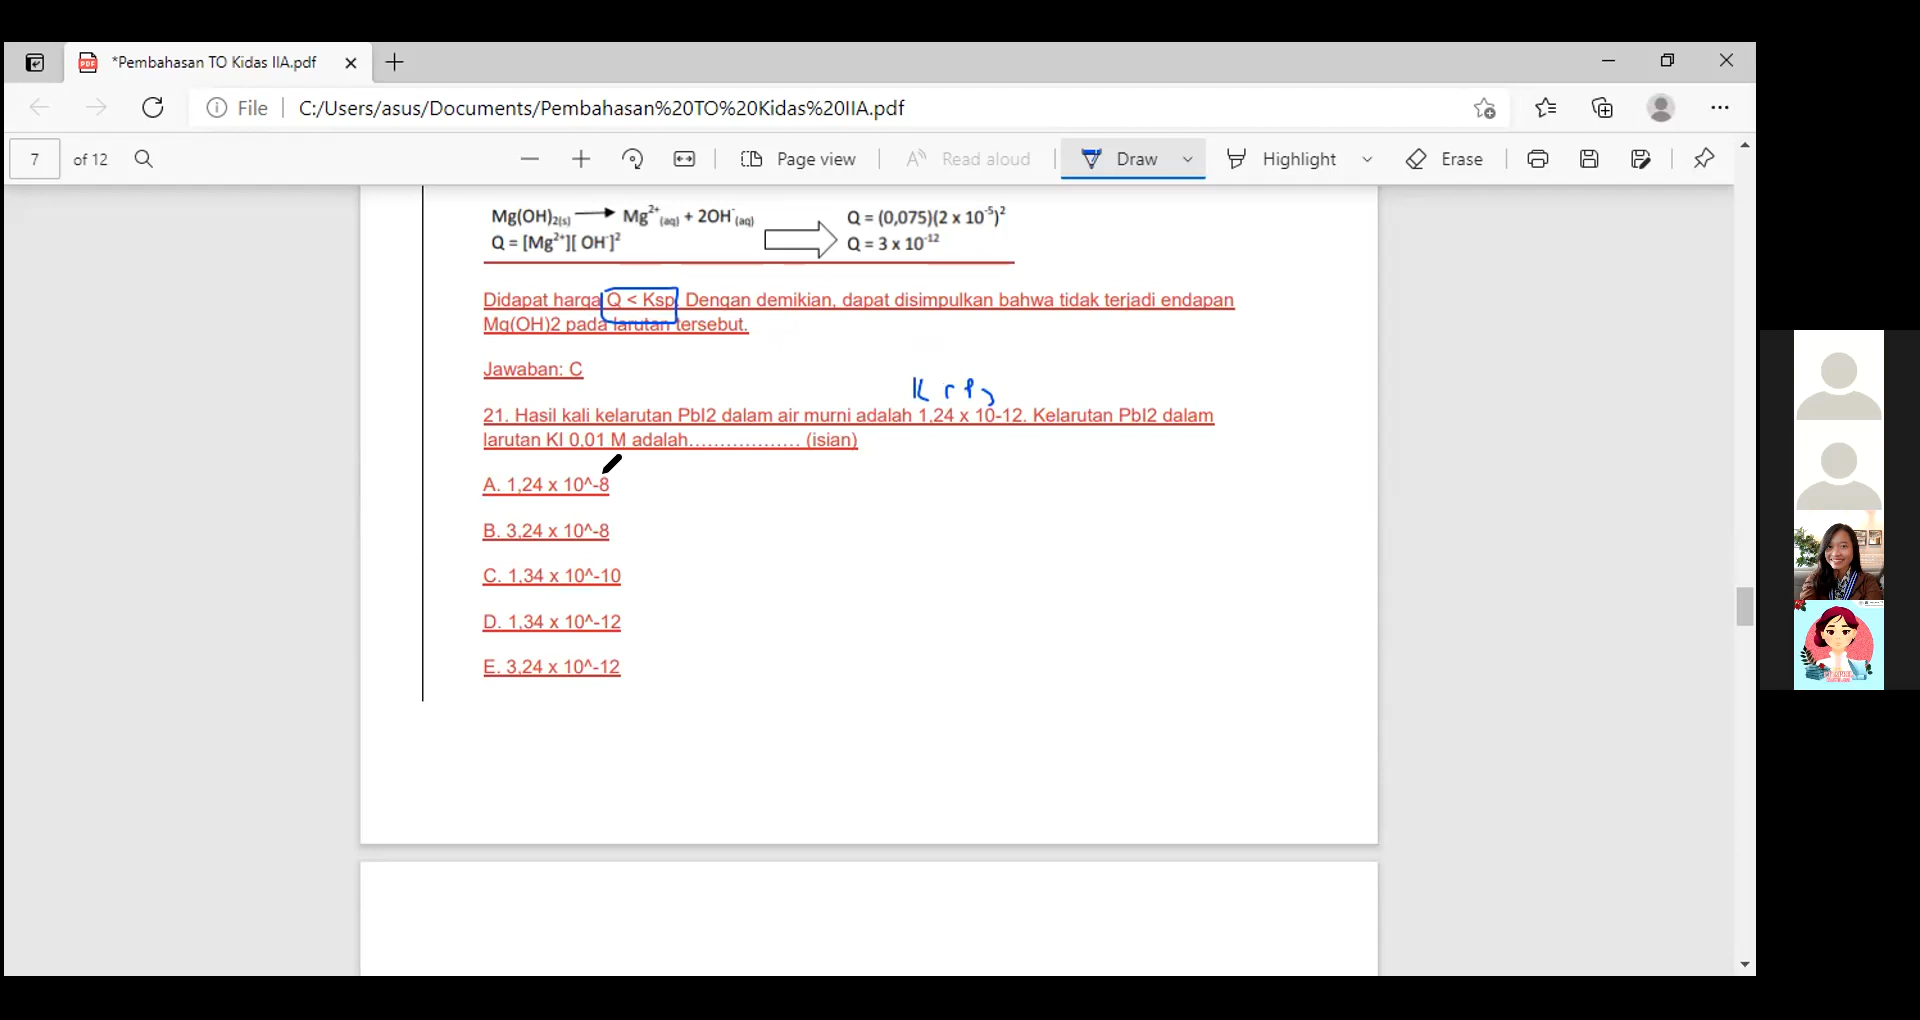 *Pembahasan TO Kidas IIA.pdf
File C:/Users/asus/Documents/Pembahasan%20TO%20Kidas%20IIA.pdf
7 of 12 Page view Read aloud Draw Highlight Erase
Mg(OH)2(s) → Mg2+(aq) + 2OH-(aq)
Q = [Mg2+][ OH-]2
Q = (0,075)(2 x 10-5)2
Q = 3 x 10-12
Didapat harga Q < Ksp. Dengan demikian, dapat disimpulkan bahwa tidak terjadi endapan
Mg(OH)2 pada larutan tersebut.
Jawaban: C
21. Hasil kali kelarutan PbI2 dalam air murni adalah 1,24 x 10-12. Kelarutan PbI2 dalam
larutan KI 0,01 M adalah……………… (isian)
A. 1,24 x 10^-8
B. 3,24 x 10^-8
C. 1,34 x 10^-10
D. 1,34 x 10^-12
E. 3,24 x 10^-12